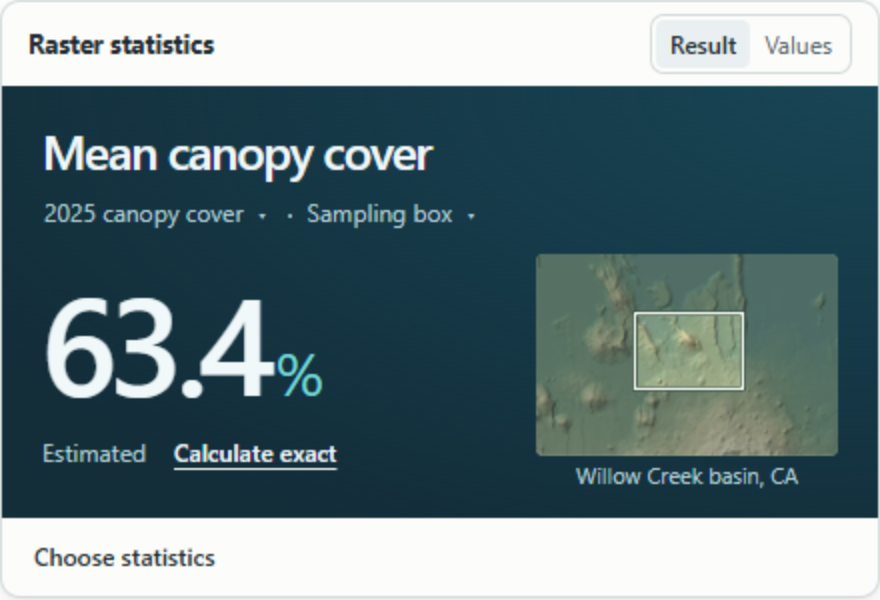 Raster statistics
Result Values
Mean canopy cover
2025 canopy cover ▾ · Sampling box ▾
63.4%
Estimated Calculate exact
Willow Creek basin, CA
Choose statistics